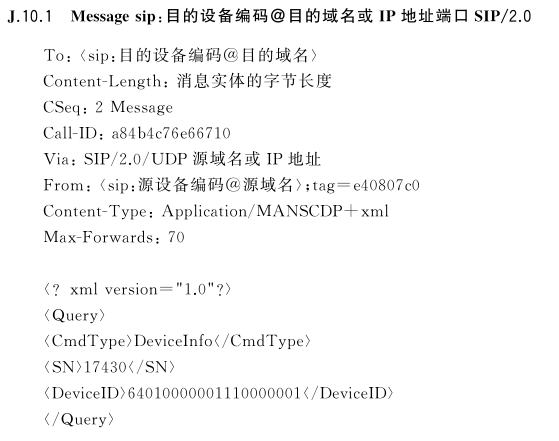 J.10.1 Message sip:目的设备编码@目的域名或 IP 地址端口 SIP/2.0
To:〈sip:目的设备编码@目的域名〉
Content-Length:消息实体的字节长度
CSeq:2 Message
Call-ID:a84b4c76e66710
Via:SIP/2.0/UDP 源域名或 IP 地址
From:〈sip:源设备编码@源域名〉;tag=e40807c0
Content-Type:Application/MANSCDP+xml
Max-Forwards:70
〈? xml version="1.0"?〉
〈Query〉
〈CmdType〉DeviceInfo〈/CmdType〉
〈SN〉17430〈/SN〉
〈DeviceID〉64010000001110000001〈/DeviceID〉
〈/Query〉